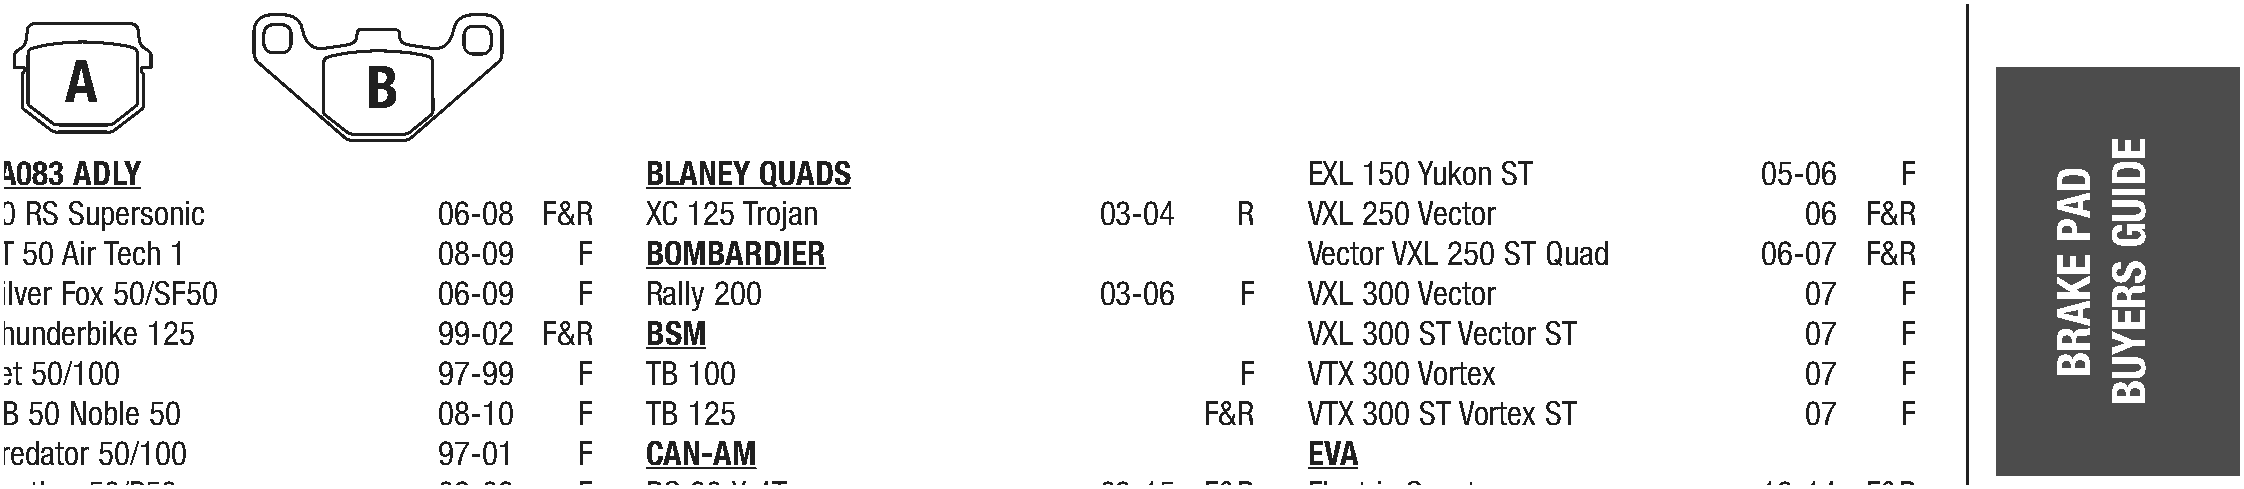 A
B
A083 ADLY
RS Supersonic 06-08 F&R
50 Air Tech 1 08-09 F
Fox 50/SF50 06-09 F
125 99-02 F&R
50/100 97-99 F
50 Noble 50 08-10 F
50/100 97-01 F
BLANEY QUADS
XC 125 Trojan 03-04 R
BOMBARDIER
Rally 200 03-06 F
BSM
TB 100 F
TB 125 F&R
CAN-AM
EXL 150 Yukon ST 05-06 F
VXL 250 Vector 06 F&R
Vector VXL 250 ST Quad 06-07 F&R
VXL 300 Vector 07 F
VXL 300 ST Vector ST 07 F
VTX 300 Vortex 07 F
VTX 300 ST Vortex ST 07 F
EVA
BRAKE PAD
BUYERS GUIDE